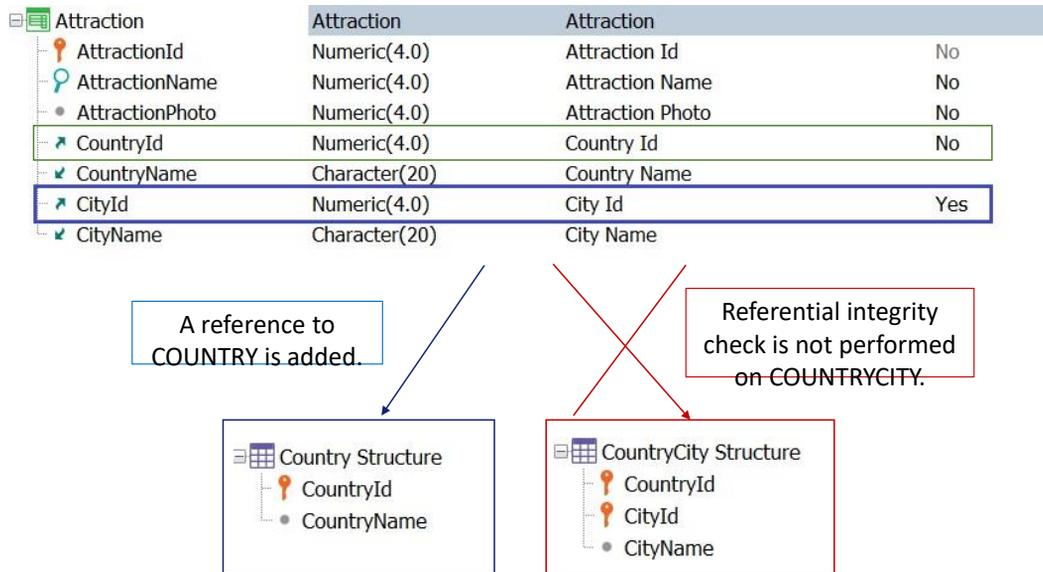 Attraction Attraction Attraction
AttractionId Numeric(4.0) Attraction Id No
AttractionName Numeric(4.0) Attraction Name No
AttractionPhoto Numeric(4.0) Attraction Photo No
CountryId Numeric(4.0) Country Id No
CountryName Character(20) Country Name
CityId Numeric(4.0) City Id Yes
CityName Character(20) City Name
A reference to
COUNTRY is added.
Referential integrity
check is not performed
on COUNTRYCITY.
Country Structure
CountryId
CountryName
CountryCity Structure
CountryId
CityId
CityName